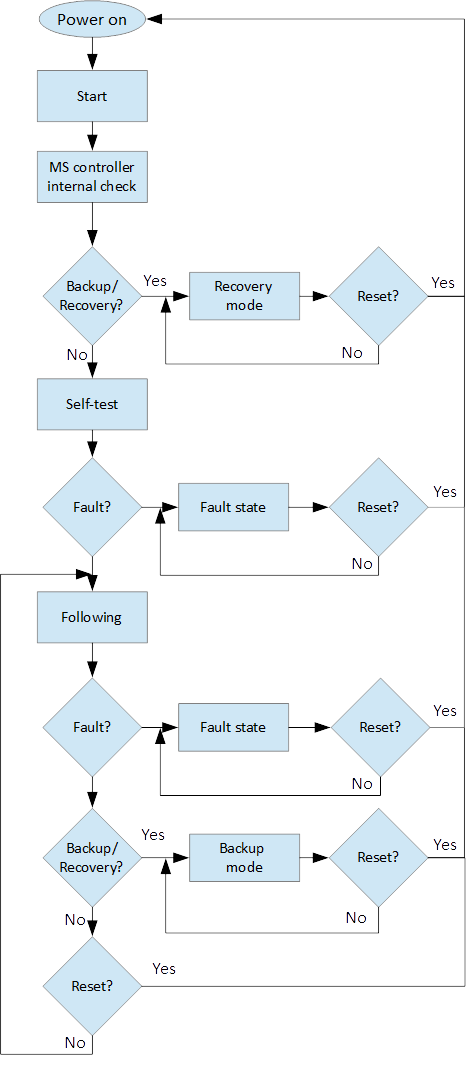 Power on
Start
MS controller
internal check
Backup/
Recovery?
Yes
Recovery
mode
Reset?
Yes
No
No
Self-test
Fault?
Fault state
Reset?
Yes
No
Following
Fault?
Fault state
Reset?
Yes
No
Backup/
Recovery?
Yes
Backup
mode
Reset?
Yes
No
No
Reset?
Yes
No